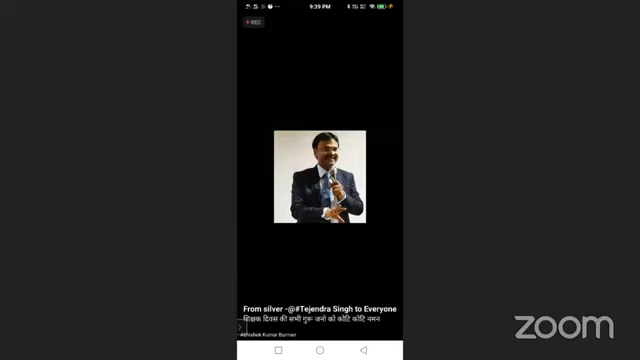 9:39 PM
REC
From silver -@#Tejendra Singh to Everyone
शिक्षक दिवस की सभी गुरू जनो को कोटि कोटि नमन
Abhishek Kumar Burman
zoom